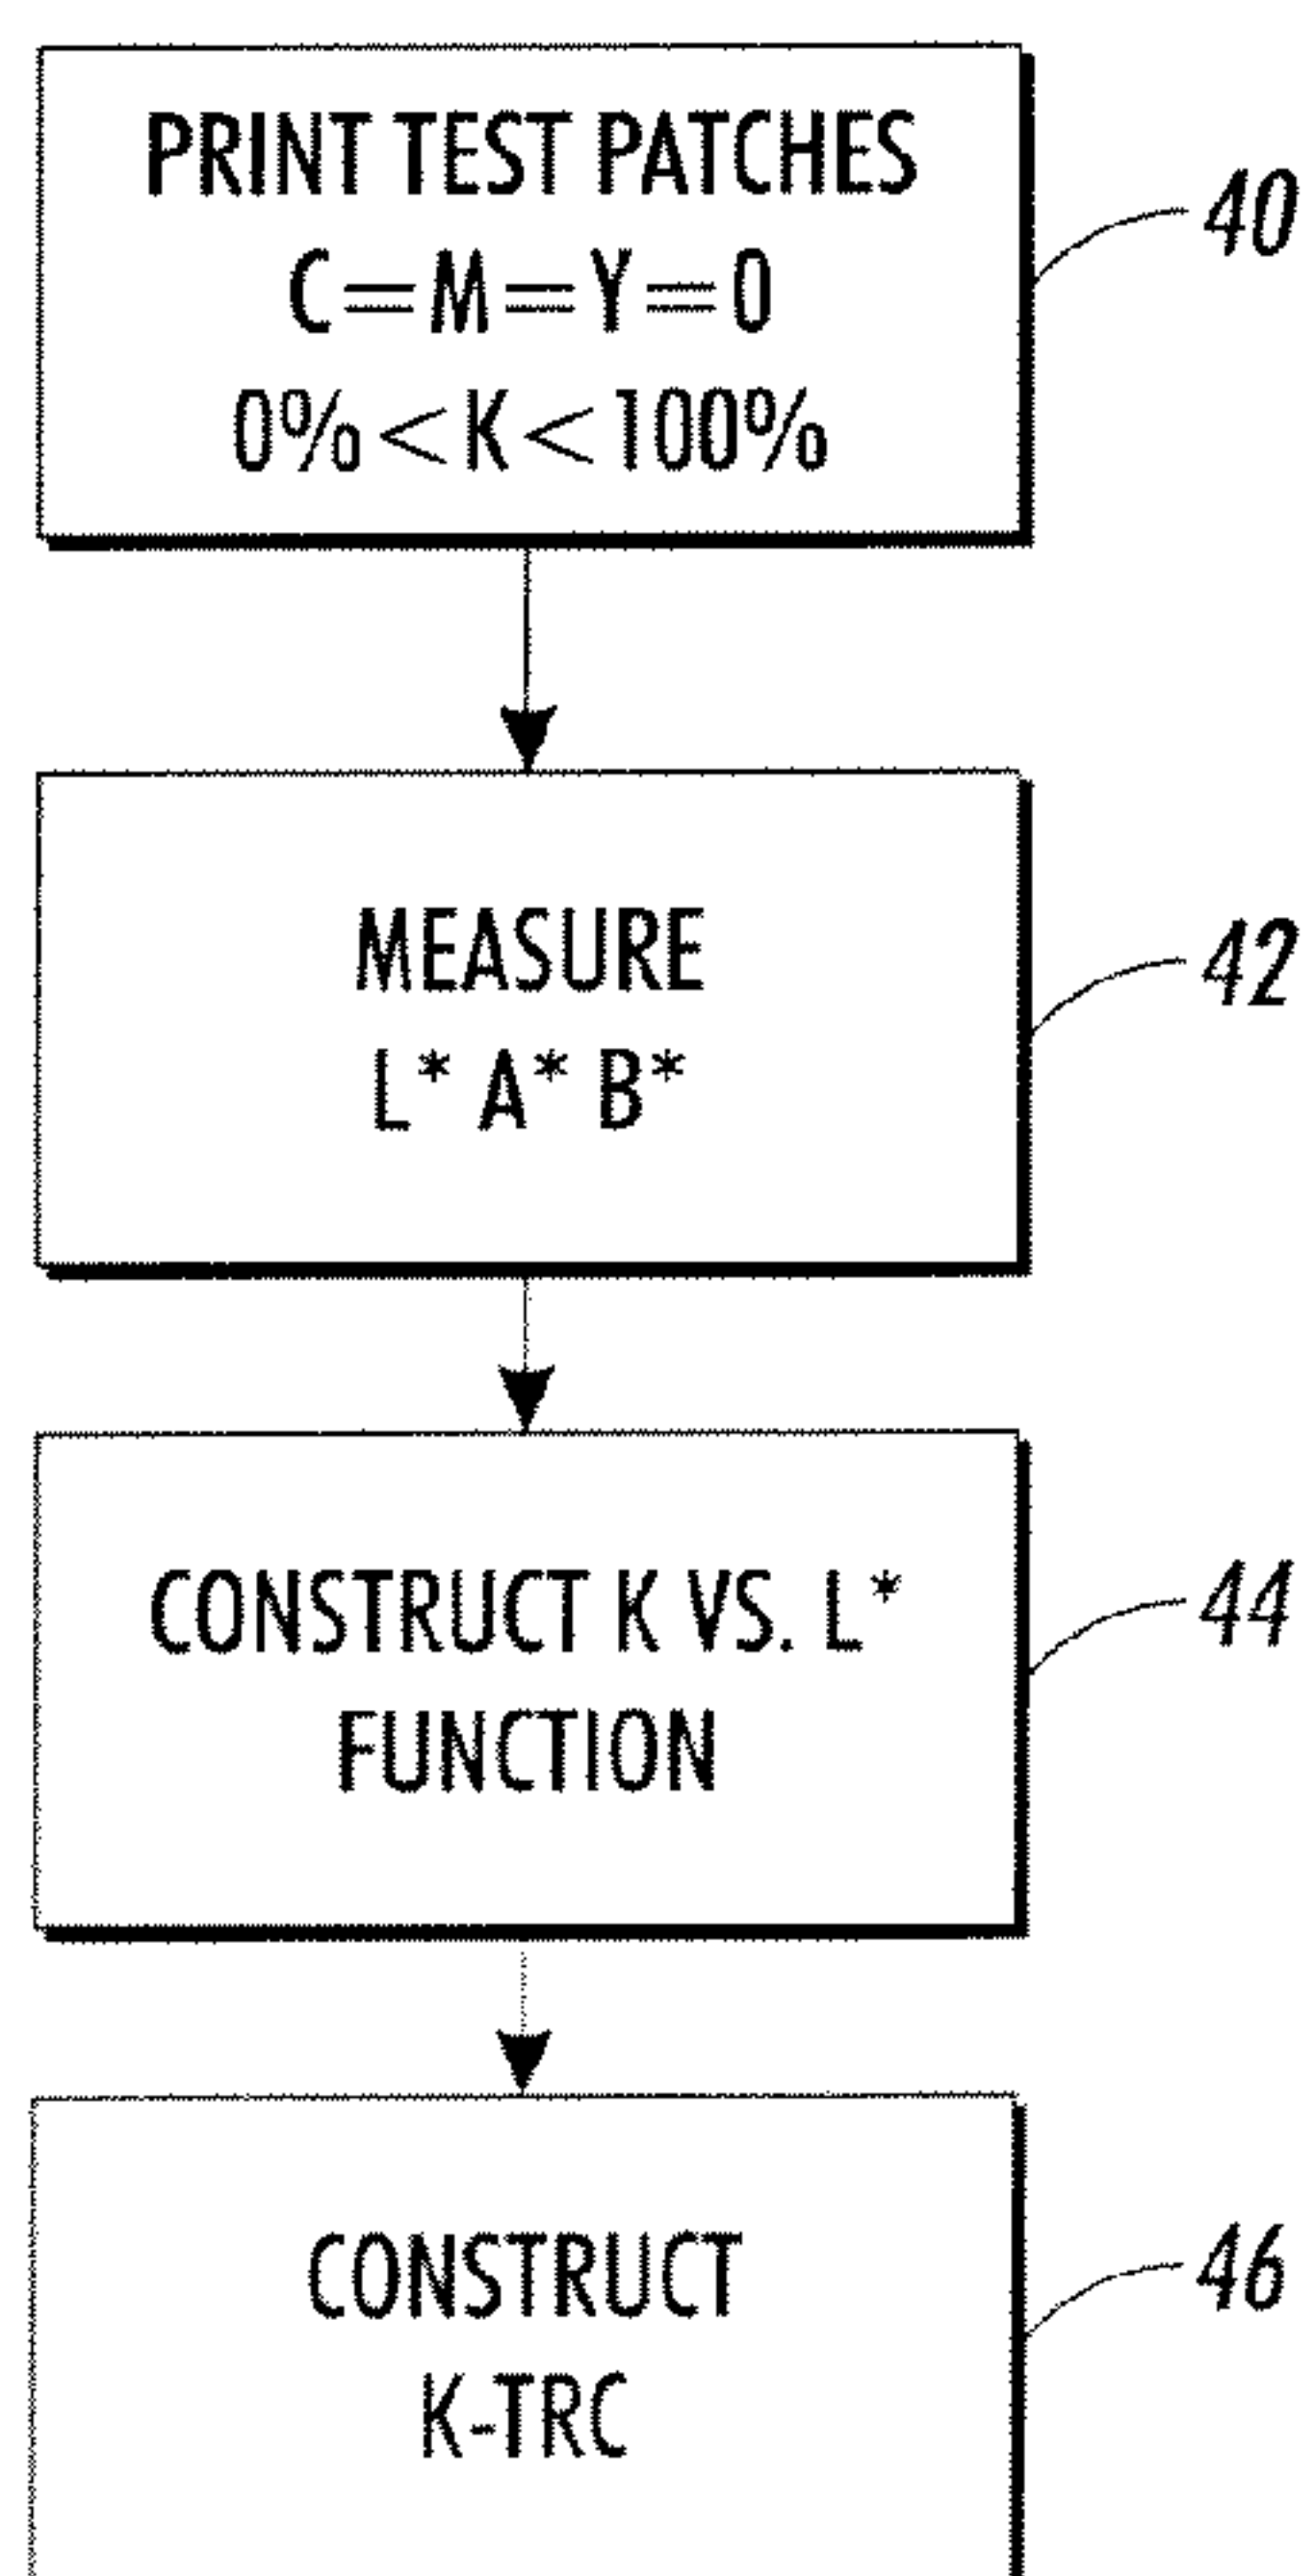 PRINT TEST PATCHES
C=M=Y=0
0%<K<100%
40
MEASURE
L* A* B*
42
CONSTRUCT K VS. L*
FUNCTION
44
CONSTRUCT
K-TRC
46